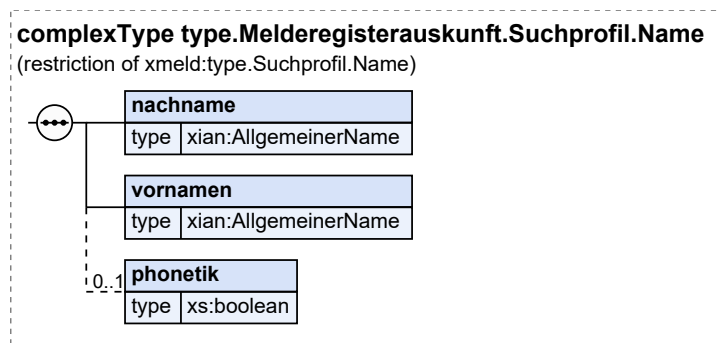 complexType type.Melderegisterauskunft.Suchprofil.Name
(restriction of xmeld:type.Suchprofil.Name)
nachname
type xian:AllgemeinerName
vornamen
type xian:AllgemeinerName
0..1 phonetik
type xs:boolean